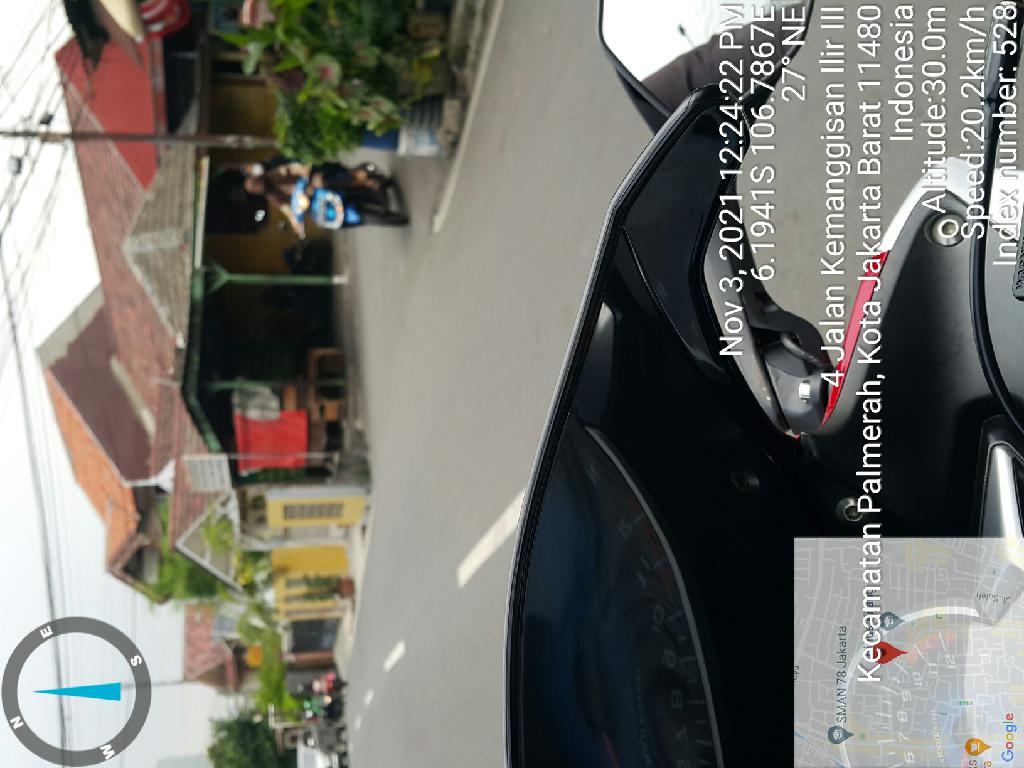 N
E
W
S
Nov 3, 2021 12:24:22 PM
6.1941S 106.7867E
27° NE
4 Jalan Kemanggisan Ilir III
Kecamatan Palmerah, Kota Jakarta Barat 11480
Indonesia
Altitude:30.0m
Speed:20.2km/h
Index number: 528
SMAN 78 Jakarta
Jl. S
Google